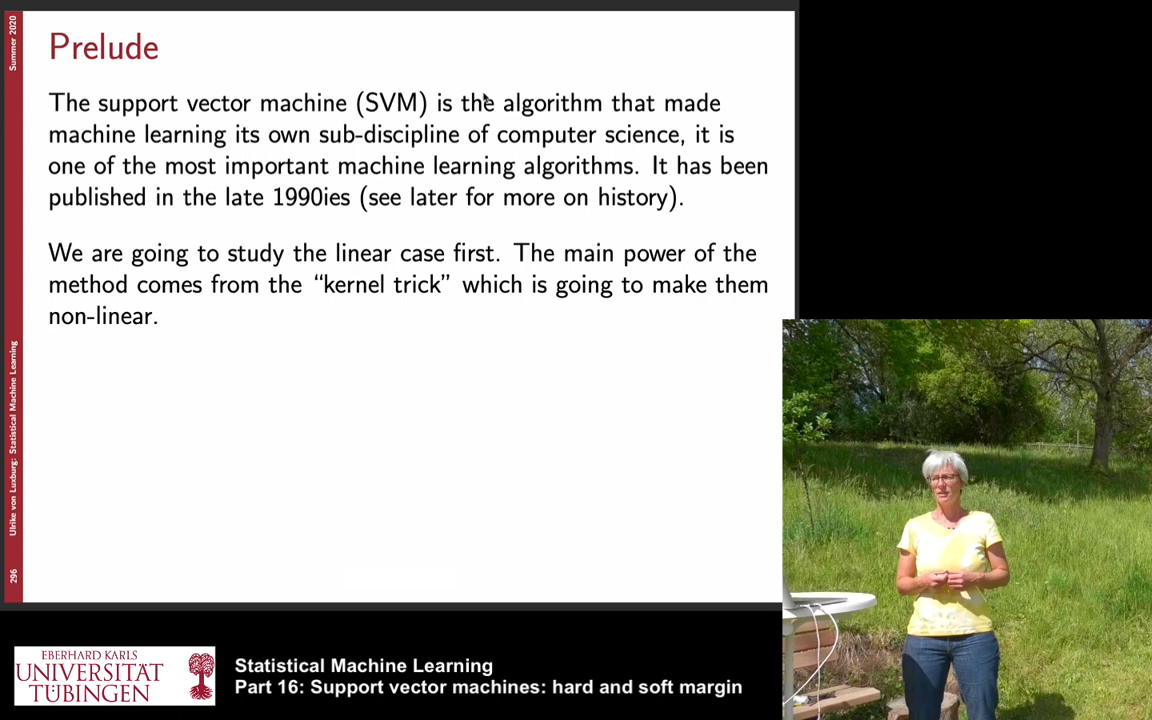 Summer 2020
Prelude
The support vector machine (SVM) is the algorithm that made
machine learning its own sub-discipline of computer science, it is
one of the most important machine learning algorithms. It has been
published in the late 1990ies (see later for more on history).
We are going to study the linear case first. The main power of the
method comes from the “kernel trick” which is going to make them
non-linear.
Ulrike von Luxburg: Statistical Machine Learning
296
EBERHARD KARLS
UNIVERSITÄT
TÜBINGEN
Statistical Machine Learning
Part 16: Support vector machines: hard and soft margin